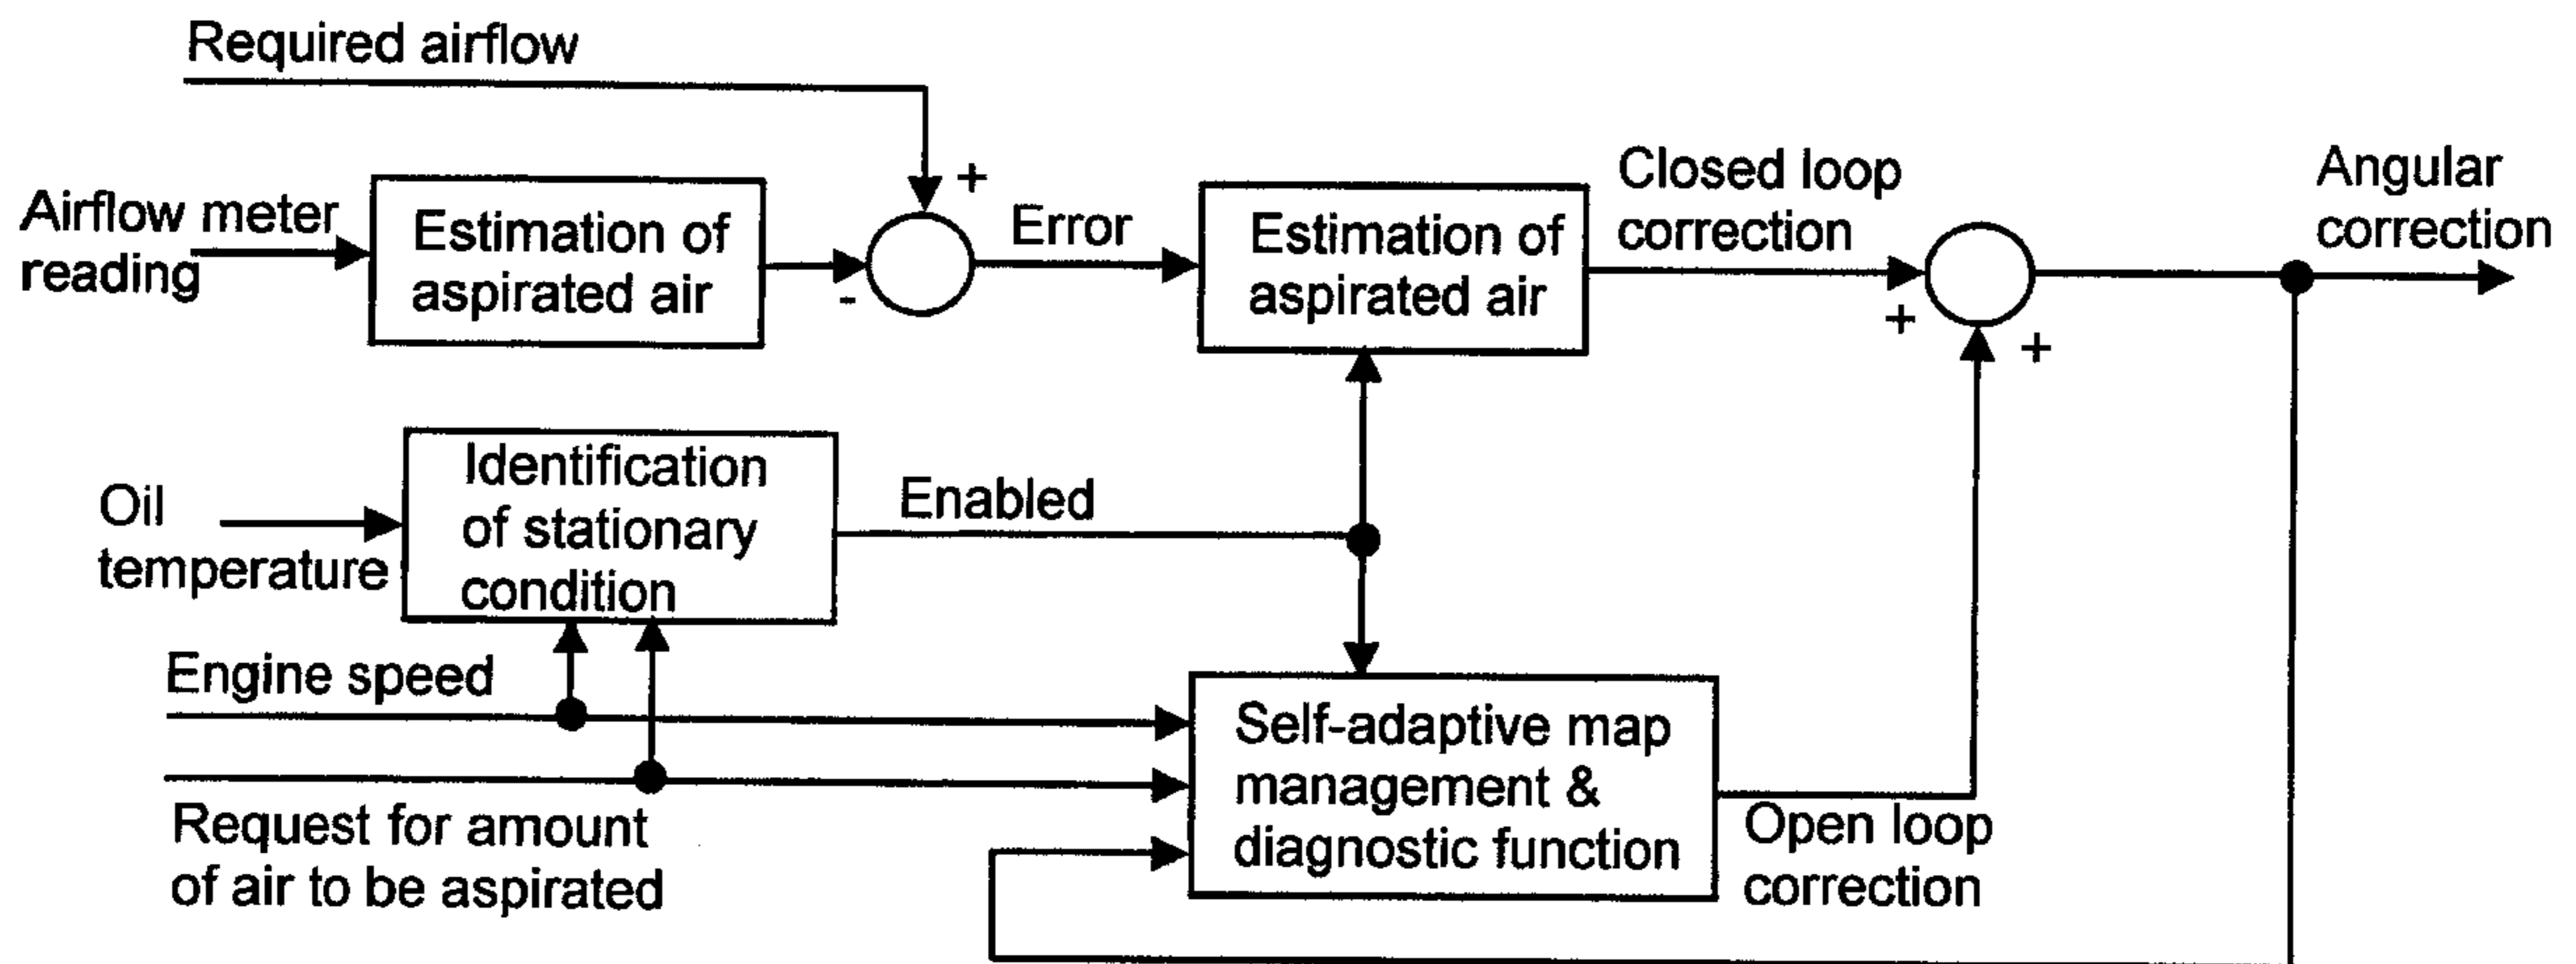 Required airflow
Airflow meter
reading
Estimation of
aspirated air
+
-
Error
Estimation of
aspirated air
Closed loop
correction
+
+
Angular
correction
Oil
temperature
Identification
of stationary
condition
Enabled
Engine speed
Request for amount
of air to be aspirated
Self-adaptive map
management &
diagnostic function
Open loop
correction